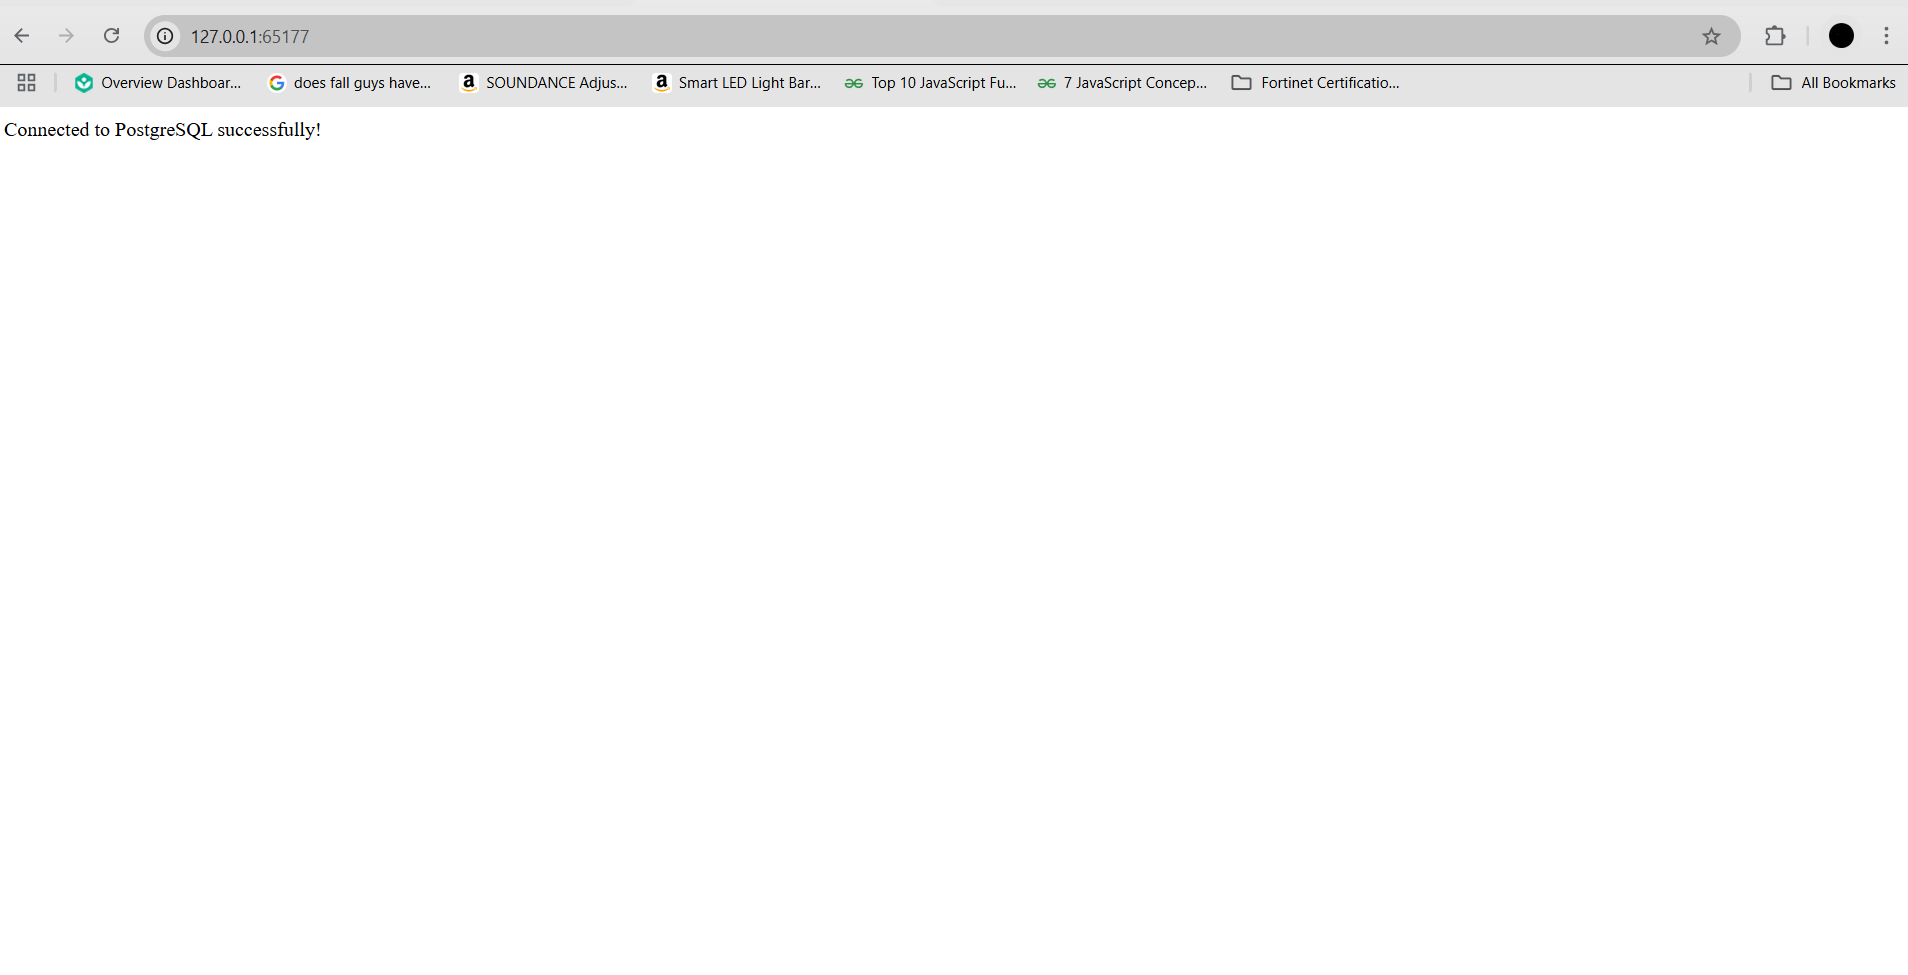 127.0.0.1:65177
Overview Dashboar... does fall guys have... SOUNDANCE Adjus... Smart LED Light Bar... Top 10 JavaScript Fu... 7 JavaScript Concep... Fortinet Certificatio... All Bookmarks
Connected to PostgreSQL successfully!